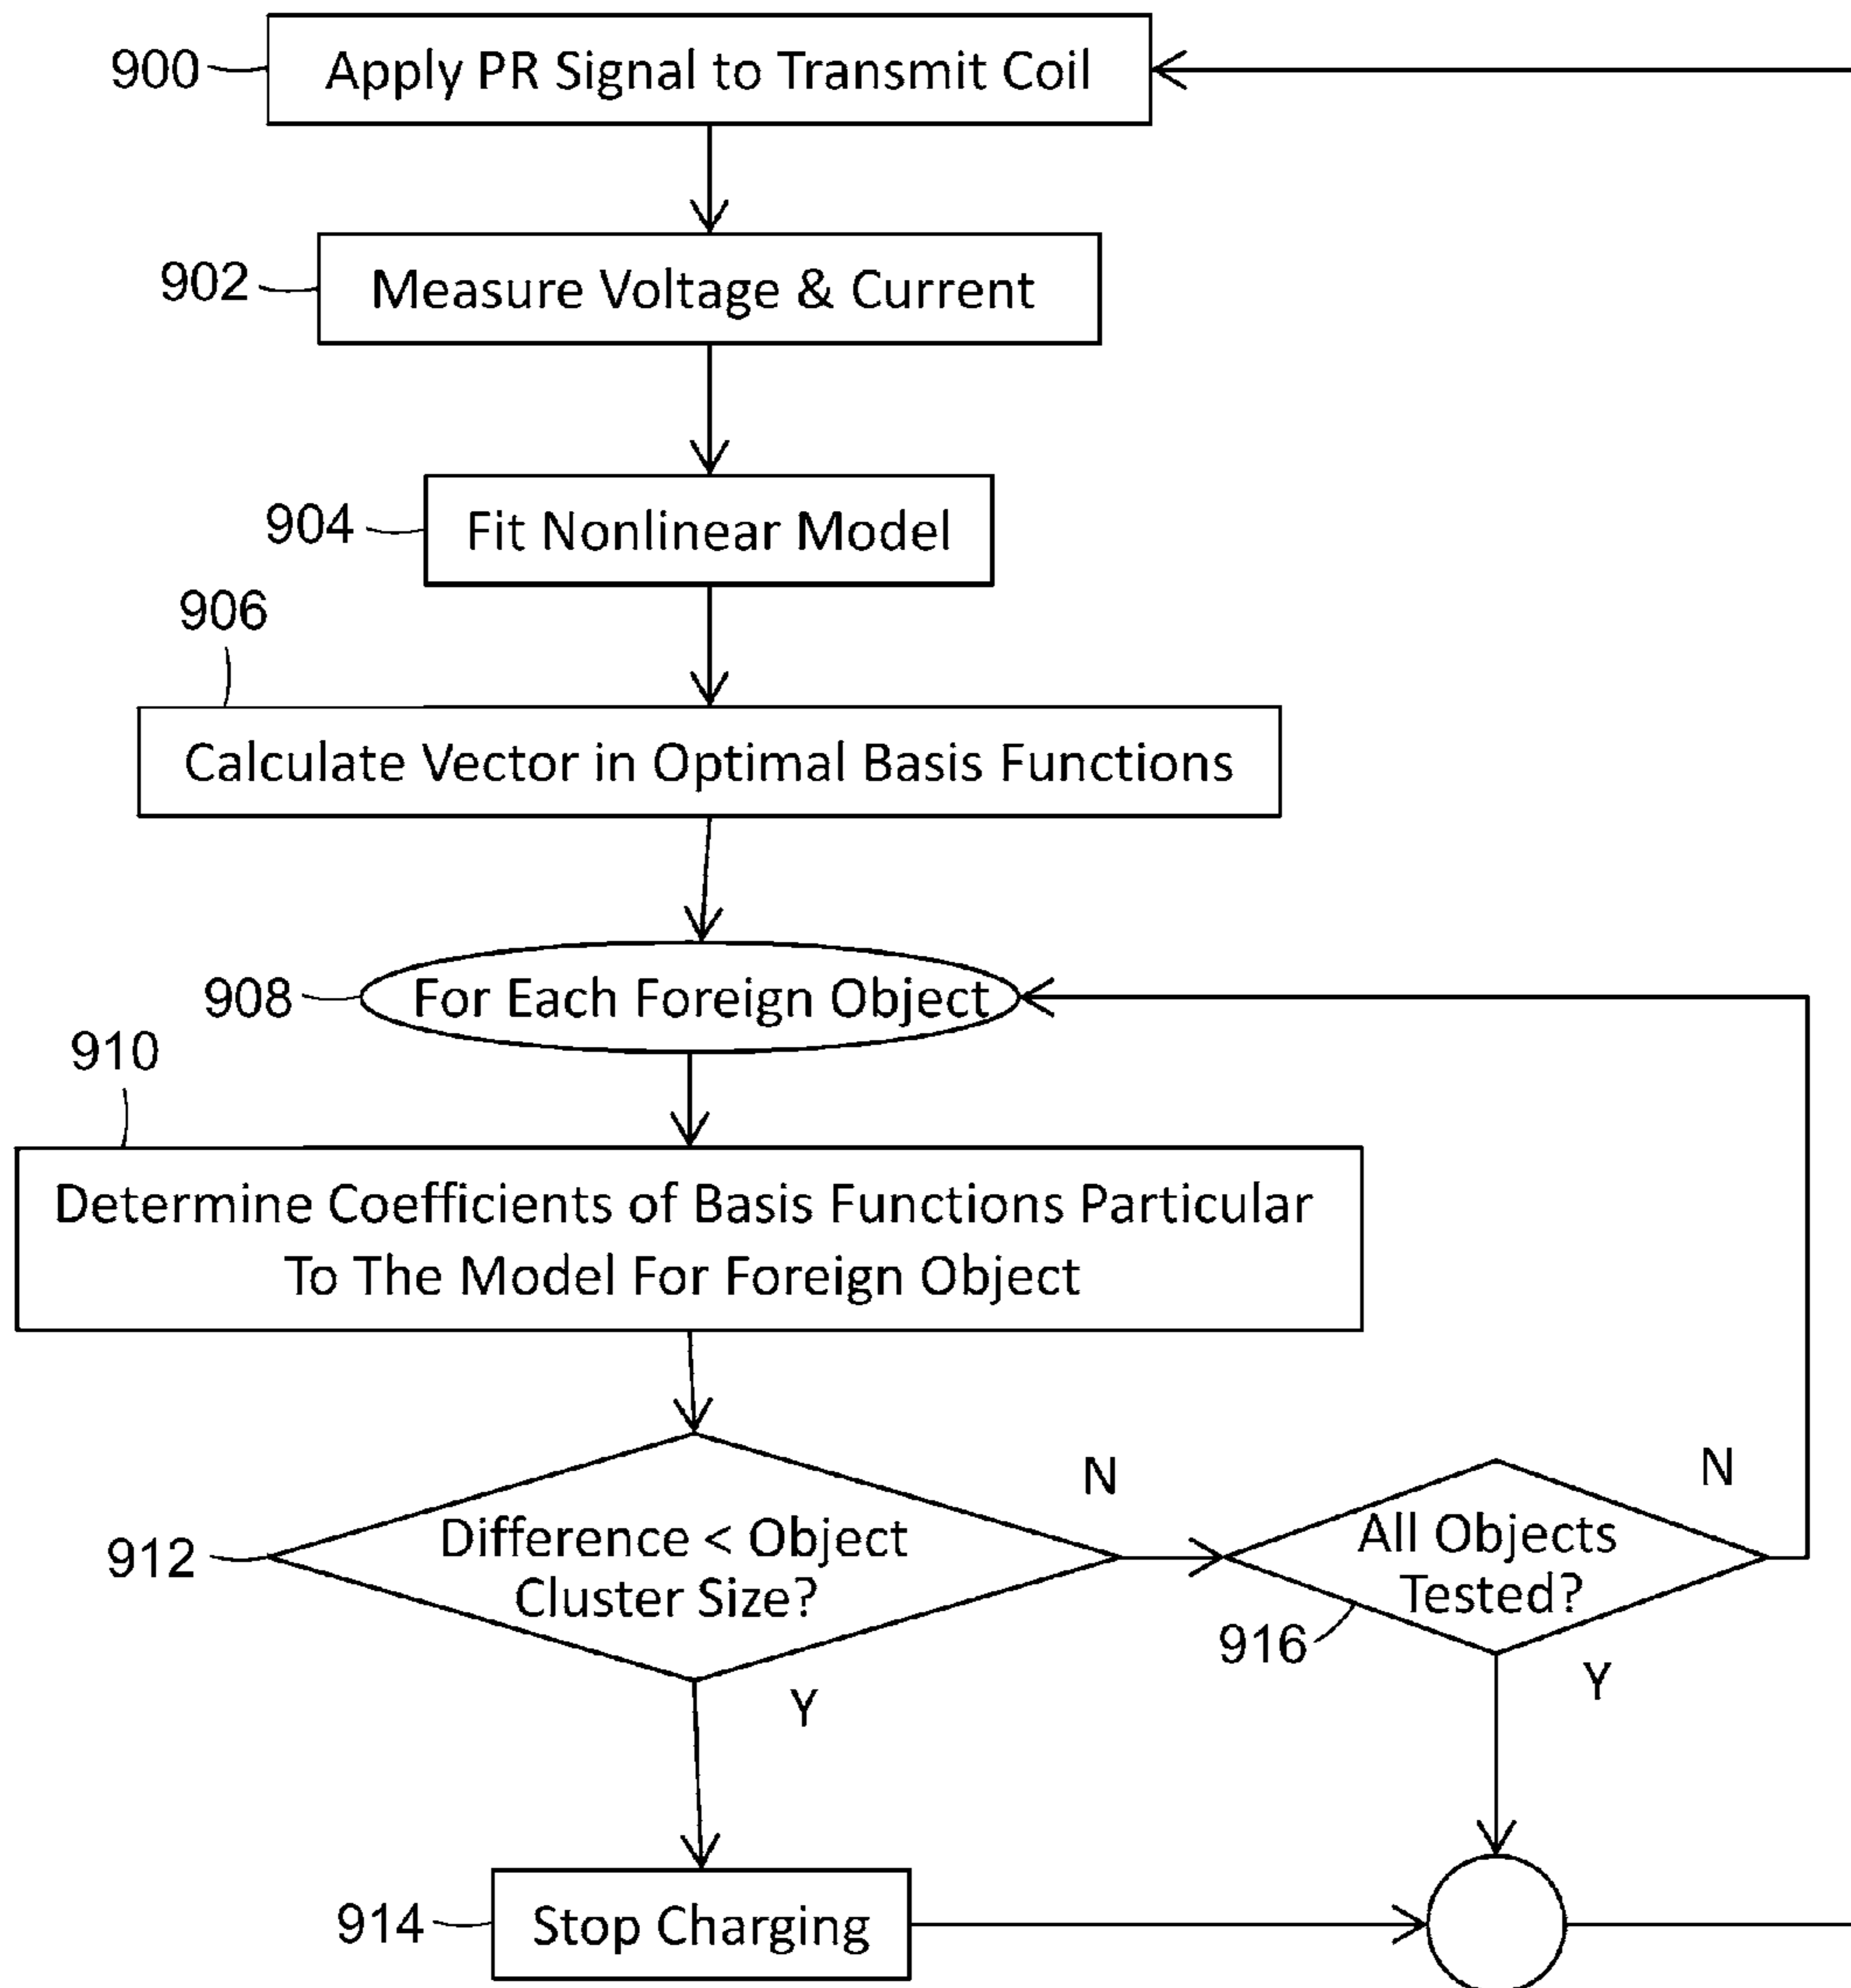 900
Apply PR Signal to Transmit Coil
902
Measure Voltage & Current
904
Fit Nonlinear Model
906
Calculate Vector in Optimal Basis Functions
908
For Each Foreign Object
910
Determine Coefficients of Basis Functions Particular
To The Model For Foreign Object
912
Difference < Object
Cluster Size?
N
Y
All Objects
Tested?
916
N
Y
914
Stop Charging